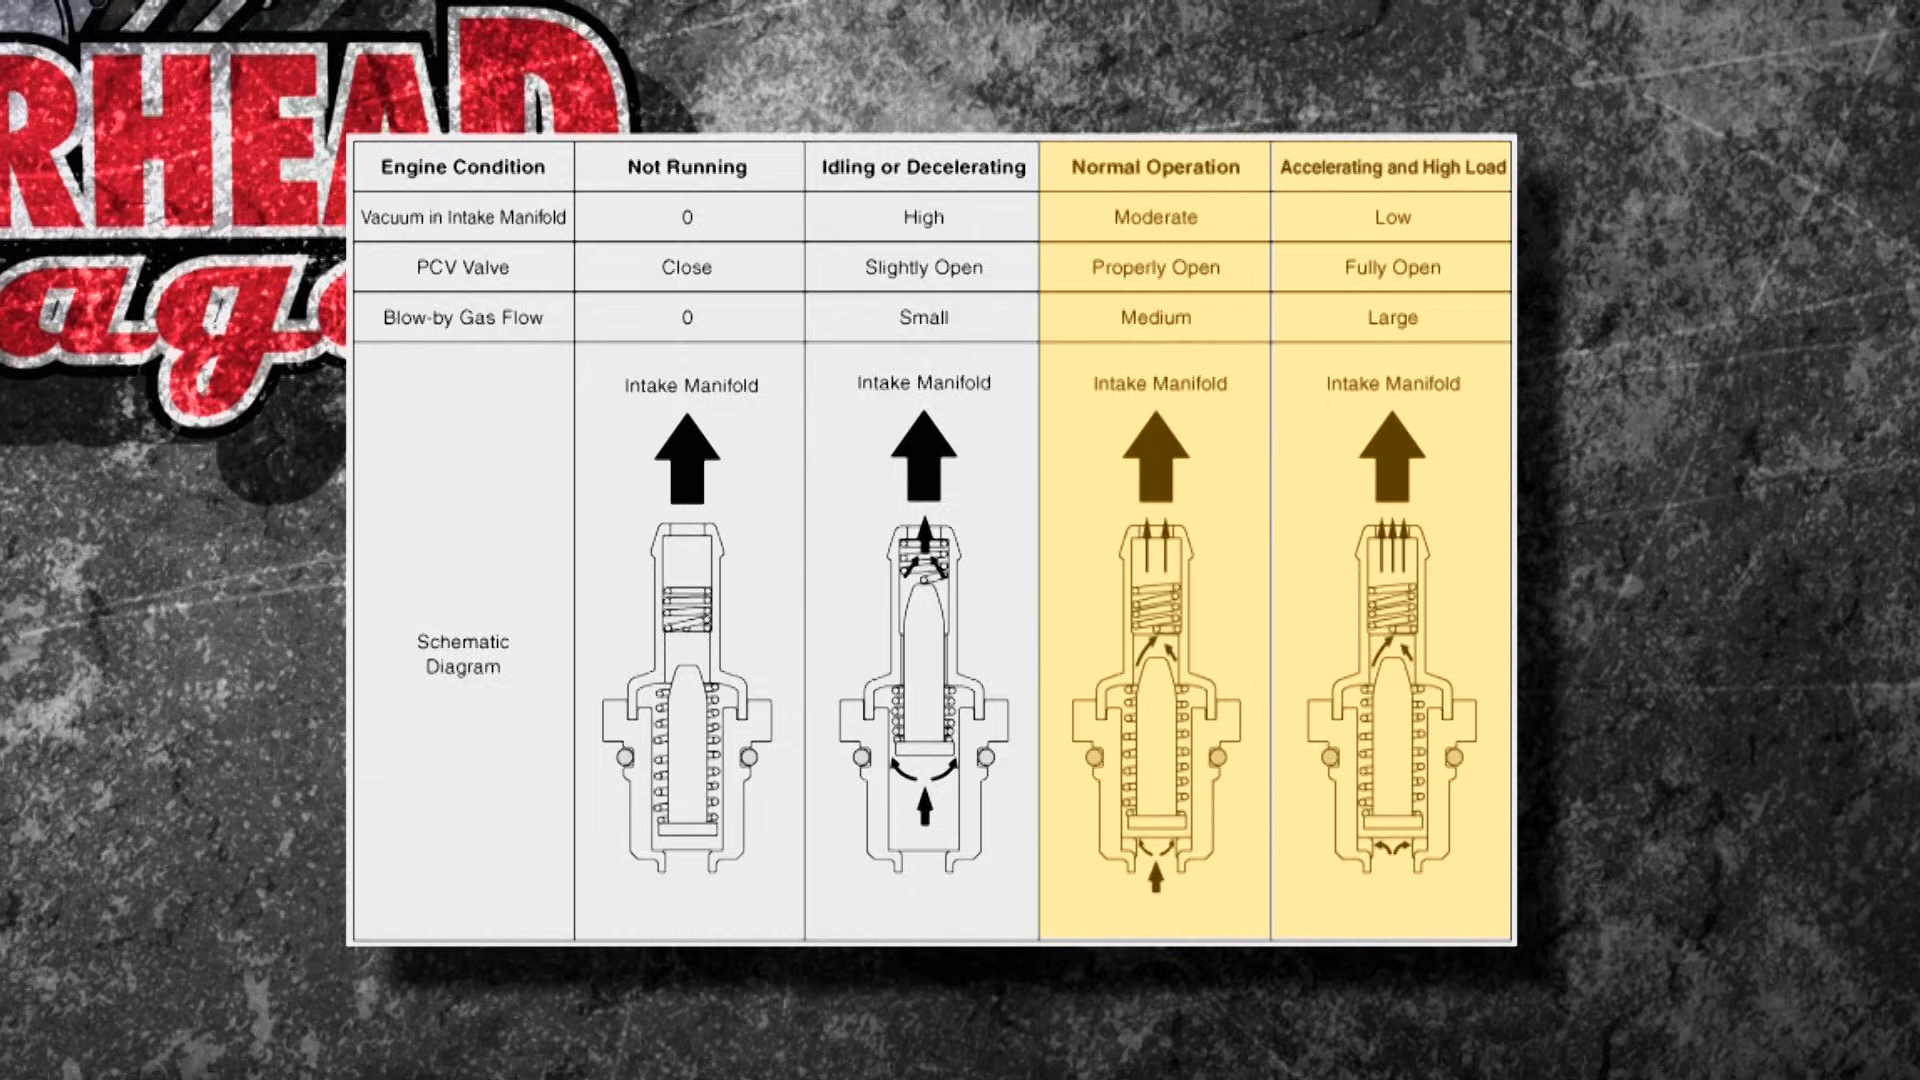 RHEAD
age
Engine Condition Not Running Idling or Decelerating Normal Operation Accelerating and High Load
Vacuum in Intake Manifold 0 High Moderate Low
PCV Valve Close Slightly Open Properly Open Fully Open
Blow-by Gas Flow 0 Small Medium Large
Intake Manifold Intake Manifold Intake Manifold Intake Manifold
Schematic
Diagram